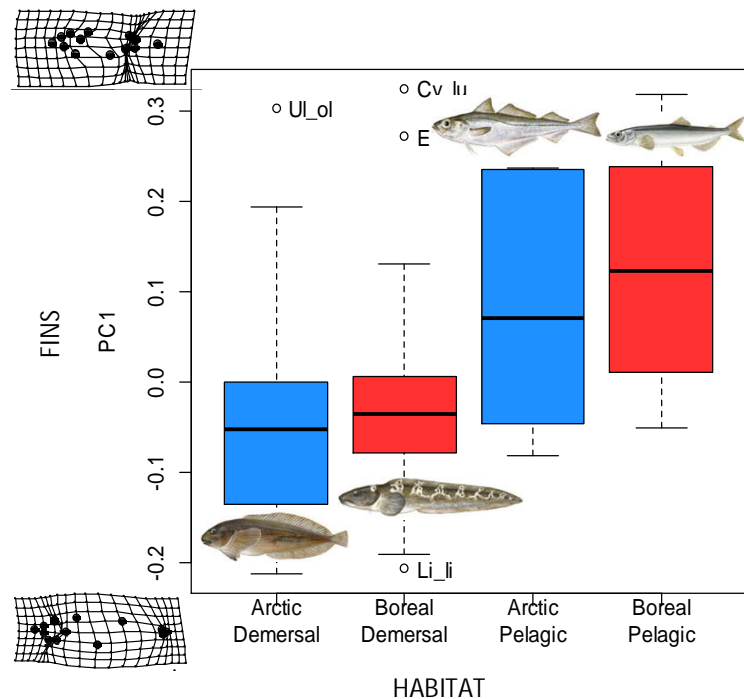 Ul_ol
Cv_lu
E
Li_li
0.3
0.2
0.1
0.0
-0.1
-0.2
FINS
PC1
Arctic
Demersal
Boreal
Demersal
Arctic
Pelagic
Boreal
Pelagic
HABITAT